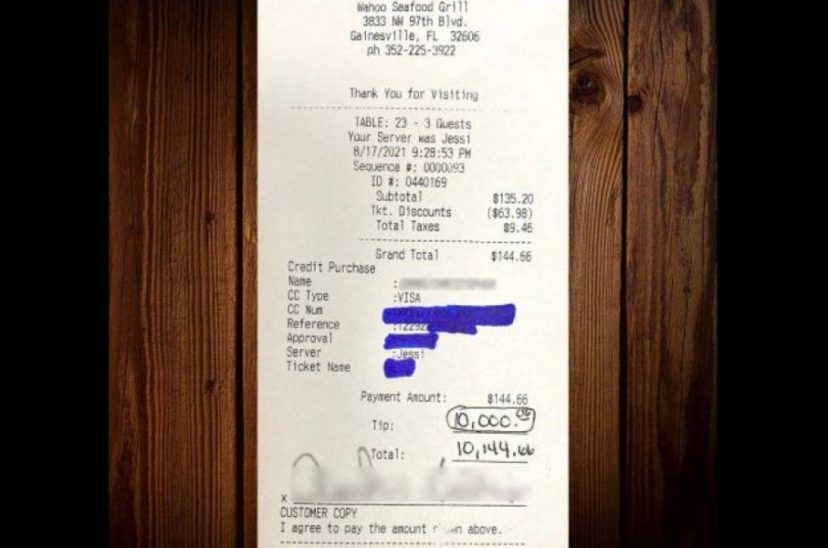 Wahoo Seafood Grill
3833 NW 97th Blvd.
Gainesville, FL 32606
ph 352-225-3922
Thank You for Visiting
TABLE: 23 - 3 Guests
Your Server was Jessi
8/17/2021 9:28:53 PM
Sequence #: 0000093
ID #: 0440169
Subtotal $135.20
Tkt. Discounts ($63.98)
Total Taxes $9.46
Grand Total $144.66
Credit Purchase
Name :
CC Type :VISA
CC Num
Reference
Approval
Server :Jessi
Ticket Name
Payment Amount: $144.66
Tip: 10,000.00
Total: 10,144.66
x
CUSTOMER COPY
I agree to pay the amount above.